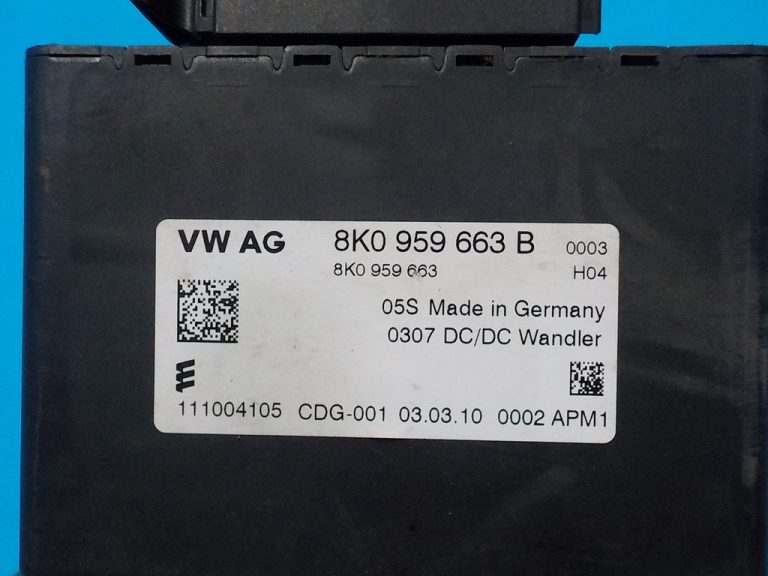 VW AG 8K0 959 663 B 0003
8K0 959 663 H04
05S Made in Germany
0307 DC/DC Wandler
111004105 CDG-001 03.03.10 0002 APM1